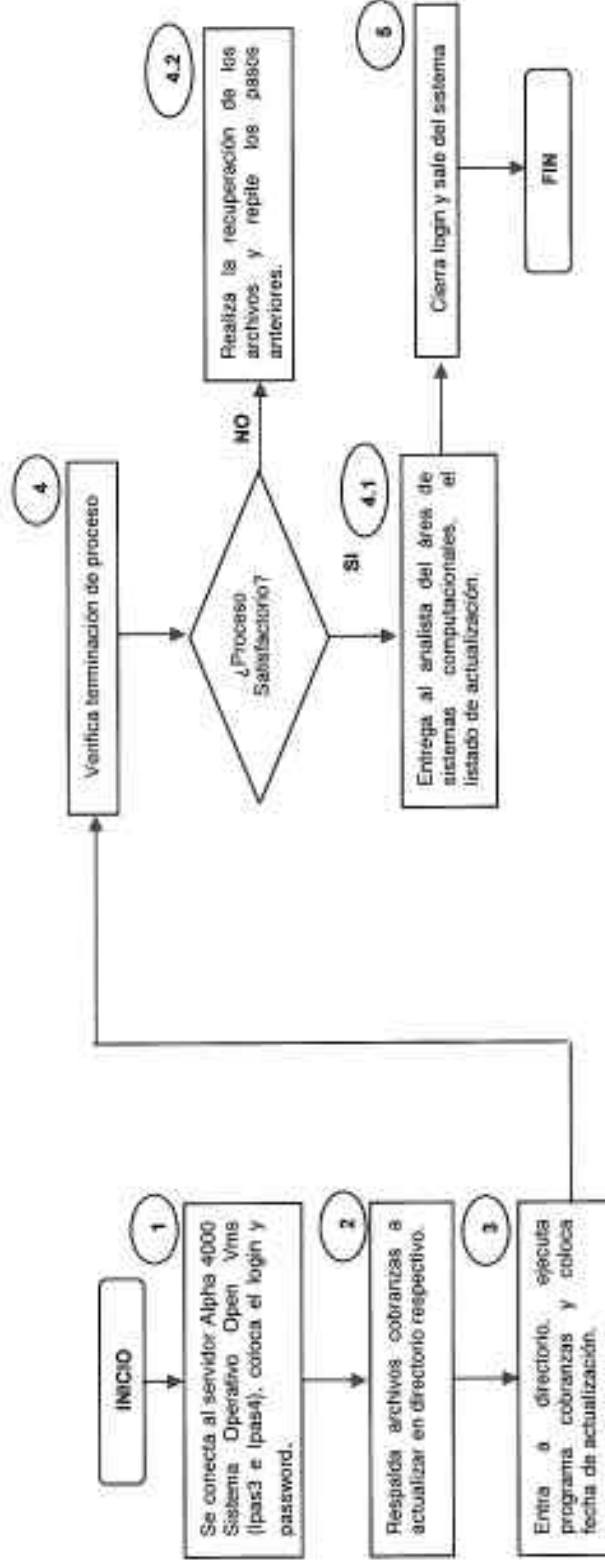 INICIO
1
Se conecta al servidor Alpha 4000
Sistema Operativo Open Vms
(Ipas3 e Ipas4), coloca el login y
password.
2
Respalda archivos cobranzas a
actualizar en directorio respectivo.
3
Entra a directorio, ejecuta
programa cobranzas y coloca
fecha de actualización.
4
Verifica terminación de proceso
¿Proceso
Satisfactorio?
NO
4.2
Realiza la recuperación de los
archivos y repite los pasos
anteriores.
SI
4.1
Entrega al analista del área de
sistemas computacionales, el
listado de actualización.
5
Cierra login y sale del sistema
FIN